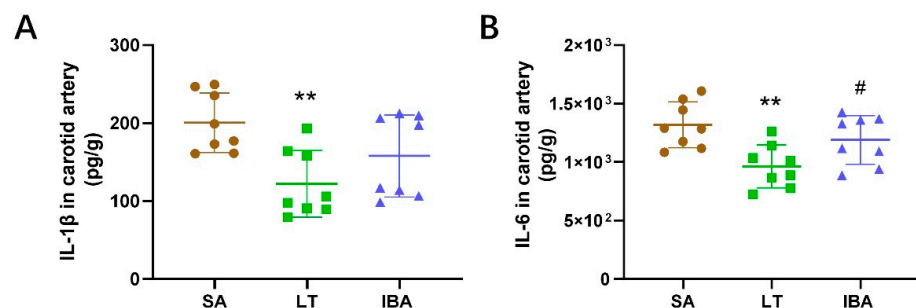 A
IL-1β in carotid artery
(pg/g)
300
200
100
0
**
SA
LT
IBA
B
IL-6 in carotid artery
(pg/g)
2×10³
1.5×10³
1×10³
5×10²
0
**
#
SA
LT
IBA